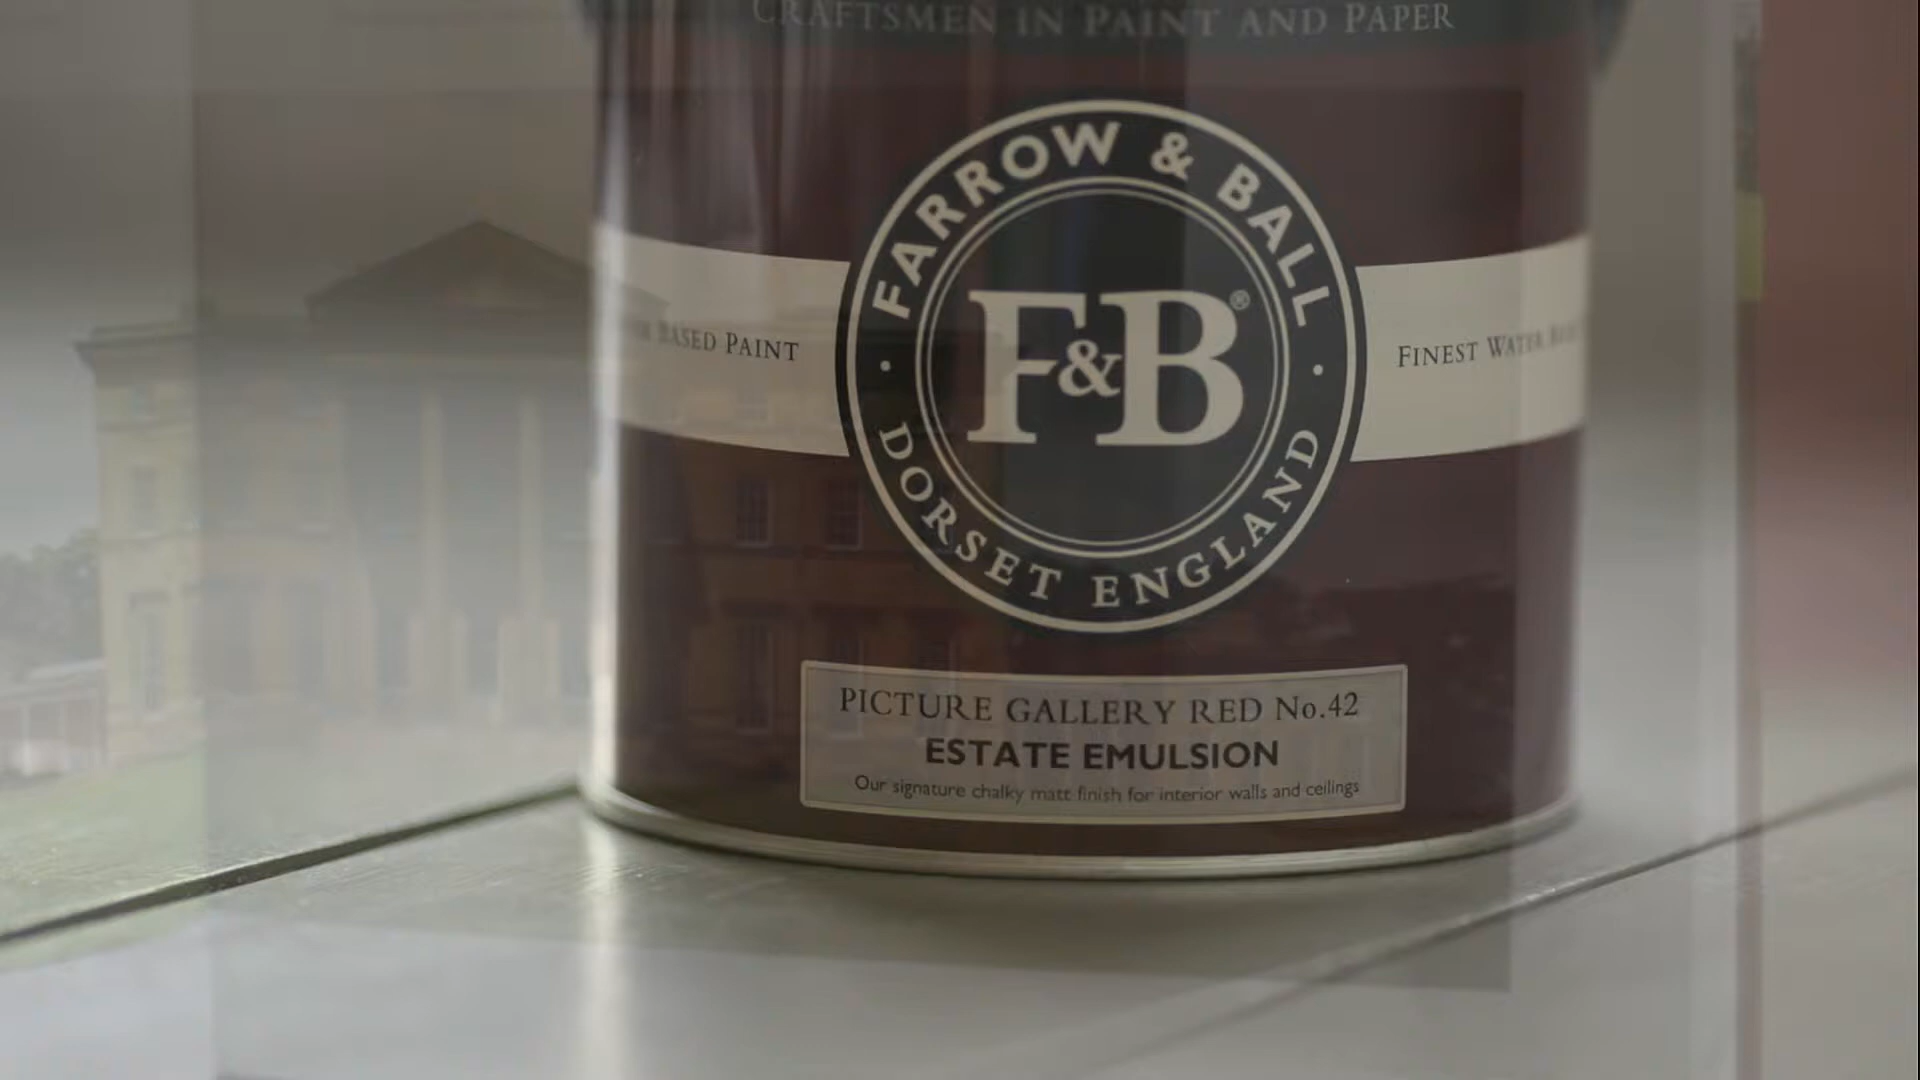 CRAFTSMEN IN PAINT AND PAPER
FARROW & BALL
BASED PAINT
F&B®
FINEST WATER
DORSET ENGLAND
PICTURE GALLERY RED No.42
ESTATE EMULSION
Our signature chalky matt finish for interior walls and ceilings